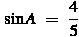 sinA = 4/5